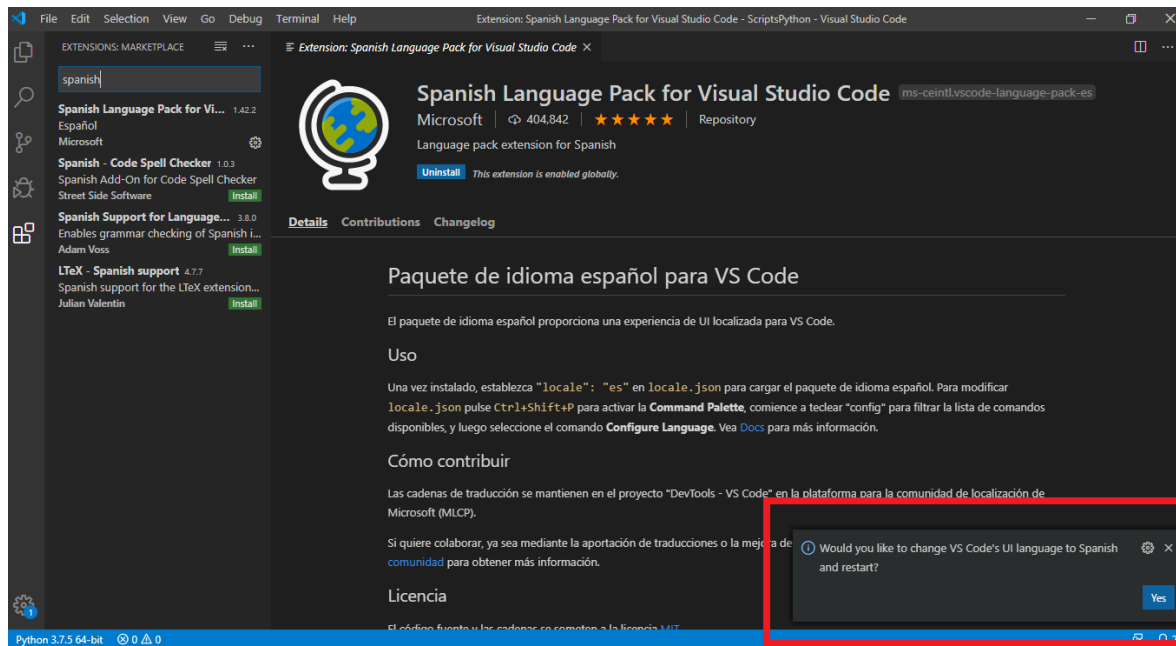 File Edit Selection View Go Debug Terminal Help Extension: Spanish Language Pack for Visual Studio Code - ScriptsPython - Visual Studio Code
EXTENSIONS: MARKETPLACE
spanish
Spanish Language Pack for Vi... 1.42.2
Español
Microsoft
Spanish - Code Spell Checker 1.0.3
Spanish Add-On for Code Spell Checker
Street Side Software Install
Spanish Support for Language... 3.8.0
Enables grammar checking of Spanish i...
Adam Voss Install
LTeX - Spanish support 4.7.7
Spanish support for the LTeX extension...
Julian Valentin Install
Extension: Spanish Language Pack for Visual Studio Code
Spanish Language Pack for Visual Studio Code ms-ceintl.vscode-language-pack-es
Microsoft 404,842 Repository
Language pack extension for Spanish
Uninstall This extension is enabled globally.
Details Contributions Changelog
Paquete de idioma español para VS Code
El paquete de idioma español proporciona una experiencia de UI localizada para VS Code.
Uso
Una vez instalado, establezca "locale": "es" en locale.json para cargar el paquete de idioma español. Para modificar
locale.json pulse Ctrl+Shift+P para activar la Command Palette, comience a teclear "config" para filtrar la lista de comandos
disponibles, y luego seleccione el comando Configure Language. Vea Docs para más información.
Cómo contribuir
Las cadenas de traducción se mantienen en el proyecto "DevTools - VS Code" en la plataforma para la comunidad de localización de
Microsoft (MLCP).
Si quiere colaborar, ya sea mediante la aportación de traducciones o la mejora de
comunidad para obtener más información.
Licencia
El código fuente y las cadenas se someten a la licencia MIT
Would you like to change VS Code's UI language to Spanish
and restart?
Yes
1
Python 3.7.5 64-bit 0 0